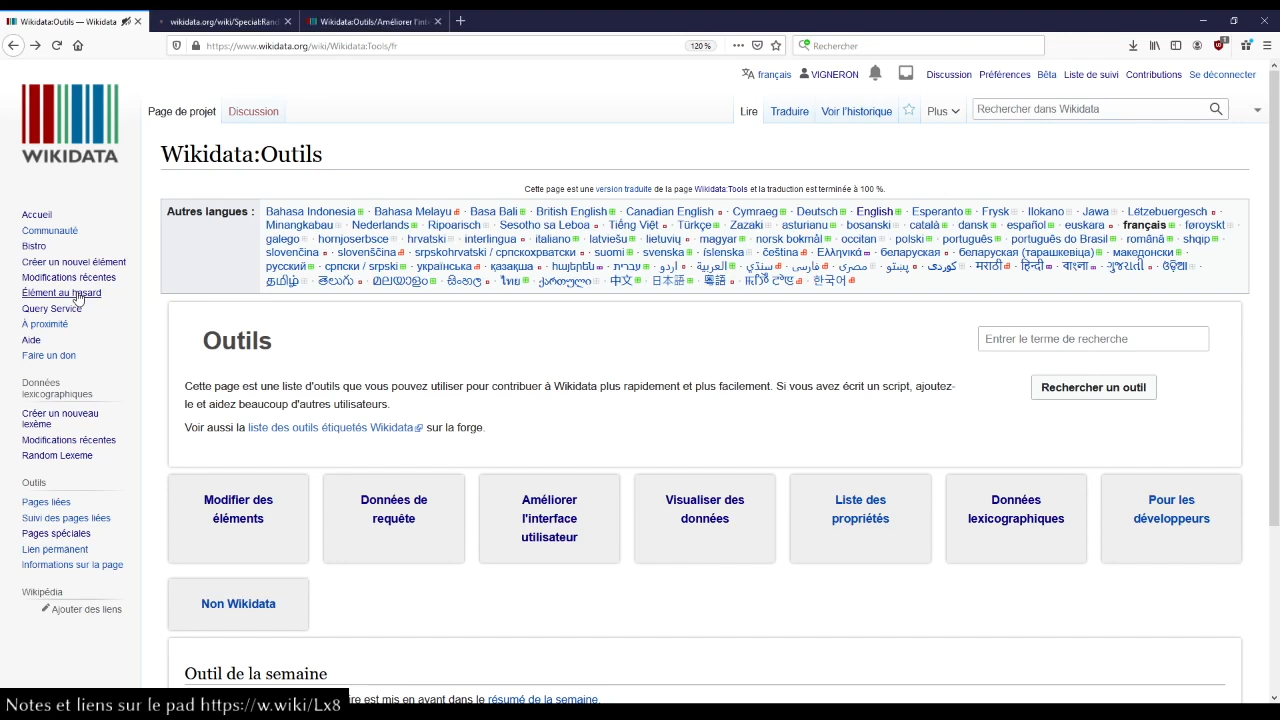 Wikidata:Outils — Wikidata
wikidata.org/wiki/Special:Rand
Wikidata:Outils/Améliorer l'inte
https://www.wikidata.org/wiki/Wikidata:Tools/fr
120 %
Rechercher
français
VIGNERON
Discussion
Préférences
Bêta
Liste de suivi
Contributions
Se déconnecter
WIKIDATA
Page de projet
Discussion
Lire
Traduire
Voir l'historique
Plus
Rechercher dans Wikidata
Wikidata:Outils
Cette page est une version traduite de la page Wikidata:Tools et la traduction est terminée à 100 %.
Autres langues :
Bahasa Indonesia · Bahasa Melayu · Basa Bali · British English · Canadian English · Cymraeg · Deutsch · English · Esperanto · Frysk · Ilokano · Jawa · Lëtzebuergesch ·
Minangkabau · Nederlands · Ripoarisch · Sesotho sa Leboa · Tiếng Việt · Türkçe · Zazaki · asturianu · bosanski · català · dansk · español · euskara · français · føroyskt ·
galego · hornjoserbsce · hrvatski · interlingua · italiano · latviešu · lietuvių · magyar · norsk bokmål · occitan · polski · português · português do Brasil · română · shqip ·
slovenčina · slovenščina · srpskohrvatski / српскохрватски · suomi · svenska · íslenska · čeština · Ελληνικά · беларуская · беларуская (тарашкевіца) · македонски ·
русский · српски / srpski · українська · қазақша · հայերեն · עברית · اردو · العربية · سنڌي · فارسی · مصرى · پښتو · کوردی · मराठी · हिन्दी · বাংলা · ગુજરાતી · ଓଡ଼ିଆ ·
தமிழ் · తెలుగు · മലയാളം · සිංහල · ไทย · ქართული · 中文 · 日本語 · 粵語 · ꯃꯤꯇꯩ ꯂꯣꯟ · 한국어
Accueil
Communauté
Bistro
Créer un nouvel élément
Modifications récentes
Élément au hasard
Query Service
À proximité
Aide
Faire un don
Données
lexicographiques
Créer un nouveau
lexème
Modifications récentes
Random Lexeme
Outils
Pages liées
Suivi des pages liées
Pages spéciales
Lien permanent
Informations sur la page
Wikipédia
Ajouter des liens
Outils
Entrer le terme de recherche
Cette page est une liste d'outils que vous pouvez utiliser pour contribuer à Wikidata plus rapidement et plus facilement. Si vous avez écrit un script, ajoutez-
le et aidez beaucoup d'autres utilisateurs.
Rechercher un outil
Voir aussi la liste des outils étiquetés Wikidata sur la forge.
Modifier des
éléments
Données de
requête
Améliorer
l'interface
utilisateur
Visualiser des
données
Liste des
propriétés
Données
lexicographiques
Pour les
développeurs
Non Wikidata
Outil de la semaine
ire est mis en avant dans le résumé de la semaine.
Notes et liens sur le pad https://w.wiki/Lx8